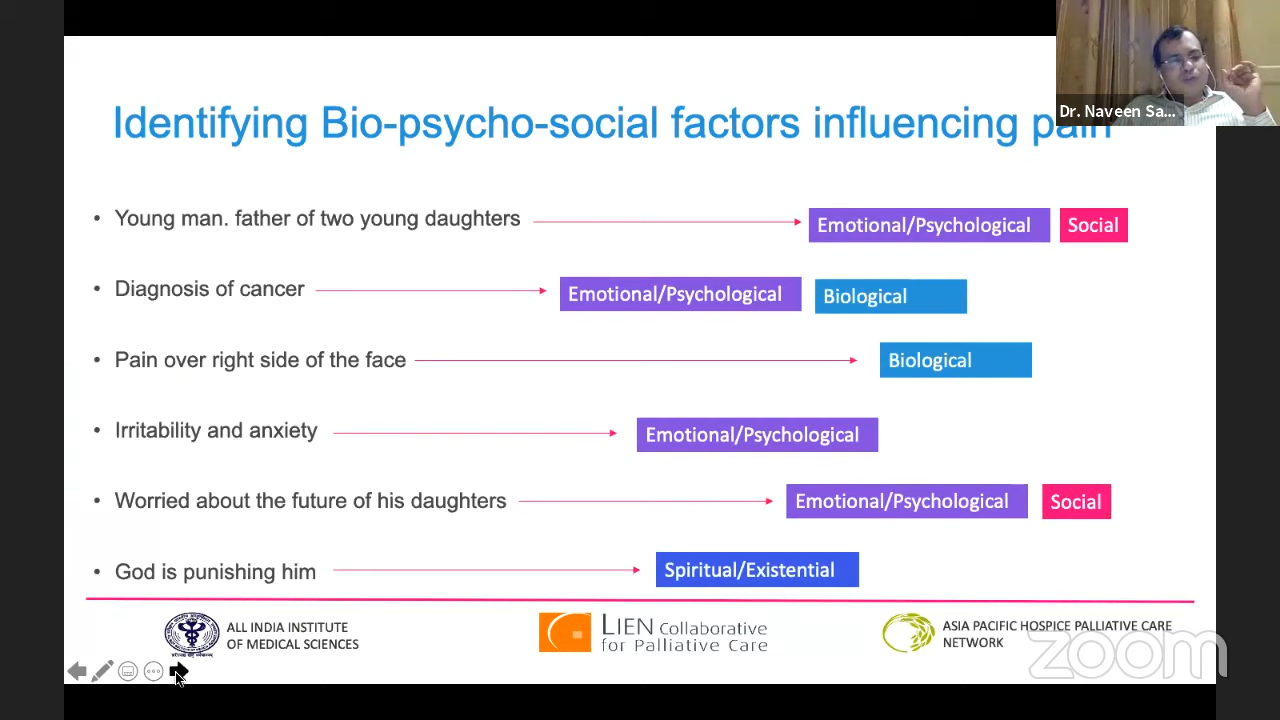 Dr. Naveen Sa...
Identifying Bio-psycho-social factors influencing pain
• Young man. father of two young daughters Emotional/Psychological Social
• Diagnosis of cancer Emotional/Psychological Biological
• Pain over right side of the face Biological
• Irritability and anxiety Emotional/Psychological
• Worried about the future of his daughters Emotional/Psychological Social
• God is punishing him Spiritual/Existential
ALL INDIA INSTITUTE
OF MEDICAL SCIENCES
LIEN Collaborative
for Palliative Care
ASIA PACIFIC HOSPICE PALLIATIVE CARE
NETWORK
zoom